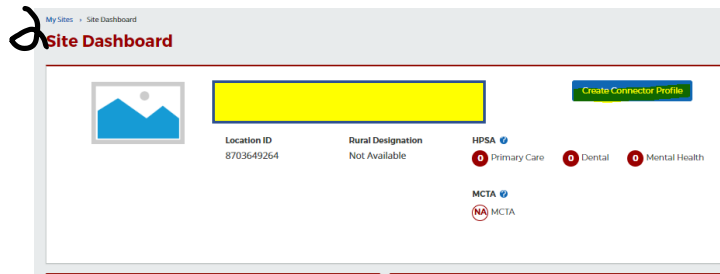 2
My Sites › Site Dashboard
Site Dashboard
Create Connector Profile
Location ID
Rural Designation
HPSA ?
8703649264
Not Available
0 Primary Care
0 Dental
0 Mental Health
MCTA ?
NA MCTA